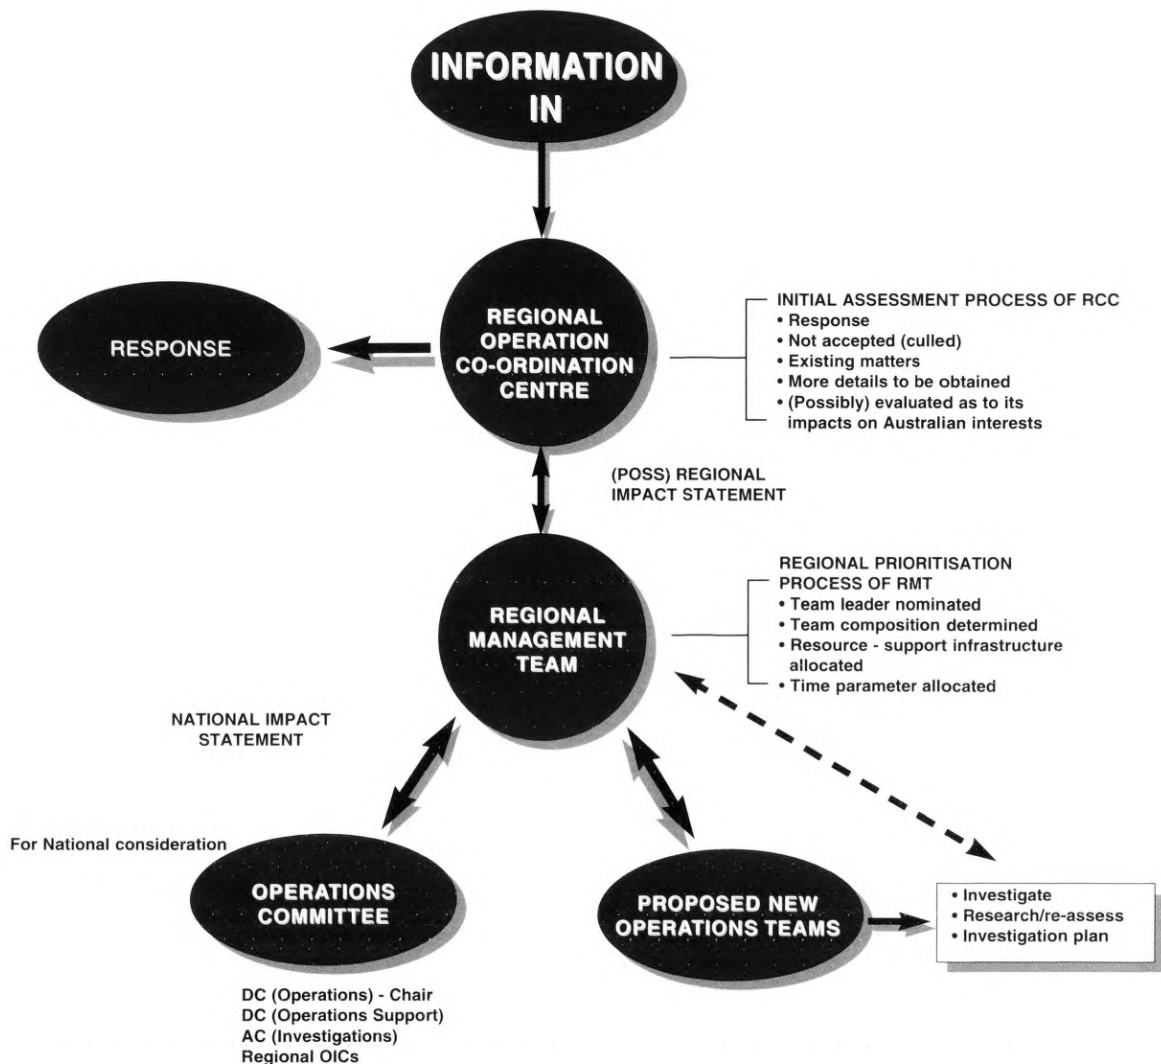 INFORMATION
IN
REGIONAL
OPERATION
CO-ORDINATION
CENTRE
RESPONSE
INITIAL ASSESSMENT PROCESS OF RCC
• Response
• Not accepted (culled)
• Existing matters
• More details to be obtained
• (Possibly) evaluated as to its
impacts on Australian interests
(POSS) REGIONAL
IMPACT STATEMENT
REGIONAL
MANAGEMENT
TEAM
REGIONAL PRIORITISATION
PROCESS OF RMT
• Team leader nominated
• Team composition determined
• Resource - support infrastructure
allocated
• Time parameter allocated
NATIONAL IMPACT
STATEMENT
For National consideration
OPERATIONS
COMMITTEE
DC (Operations) - Chair
DC (Operations Support)
AC (Investigations)
Regional OICs
PROPOSED NEW
OPERATIONS TEAMS
• Investigate
• Research/re-assess
• Investigation plan